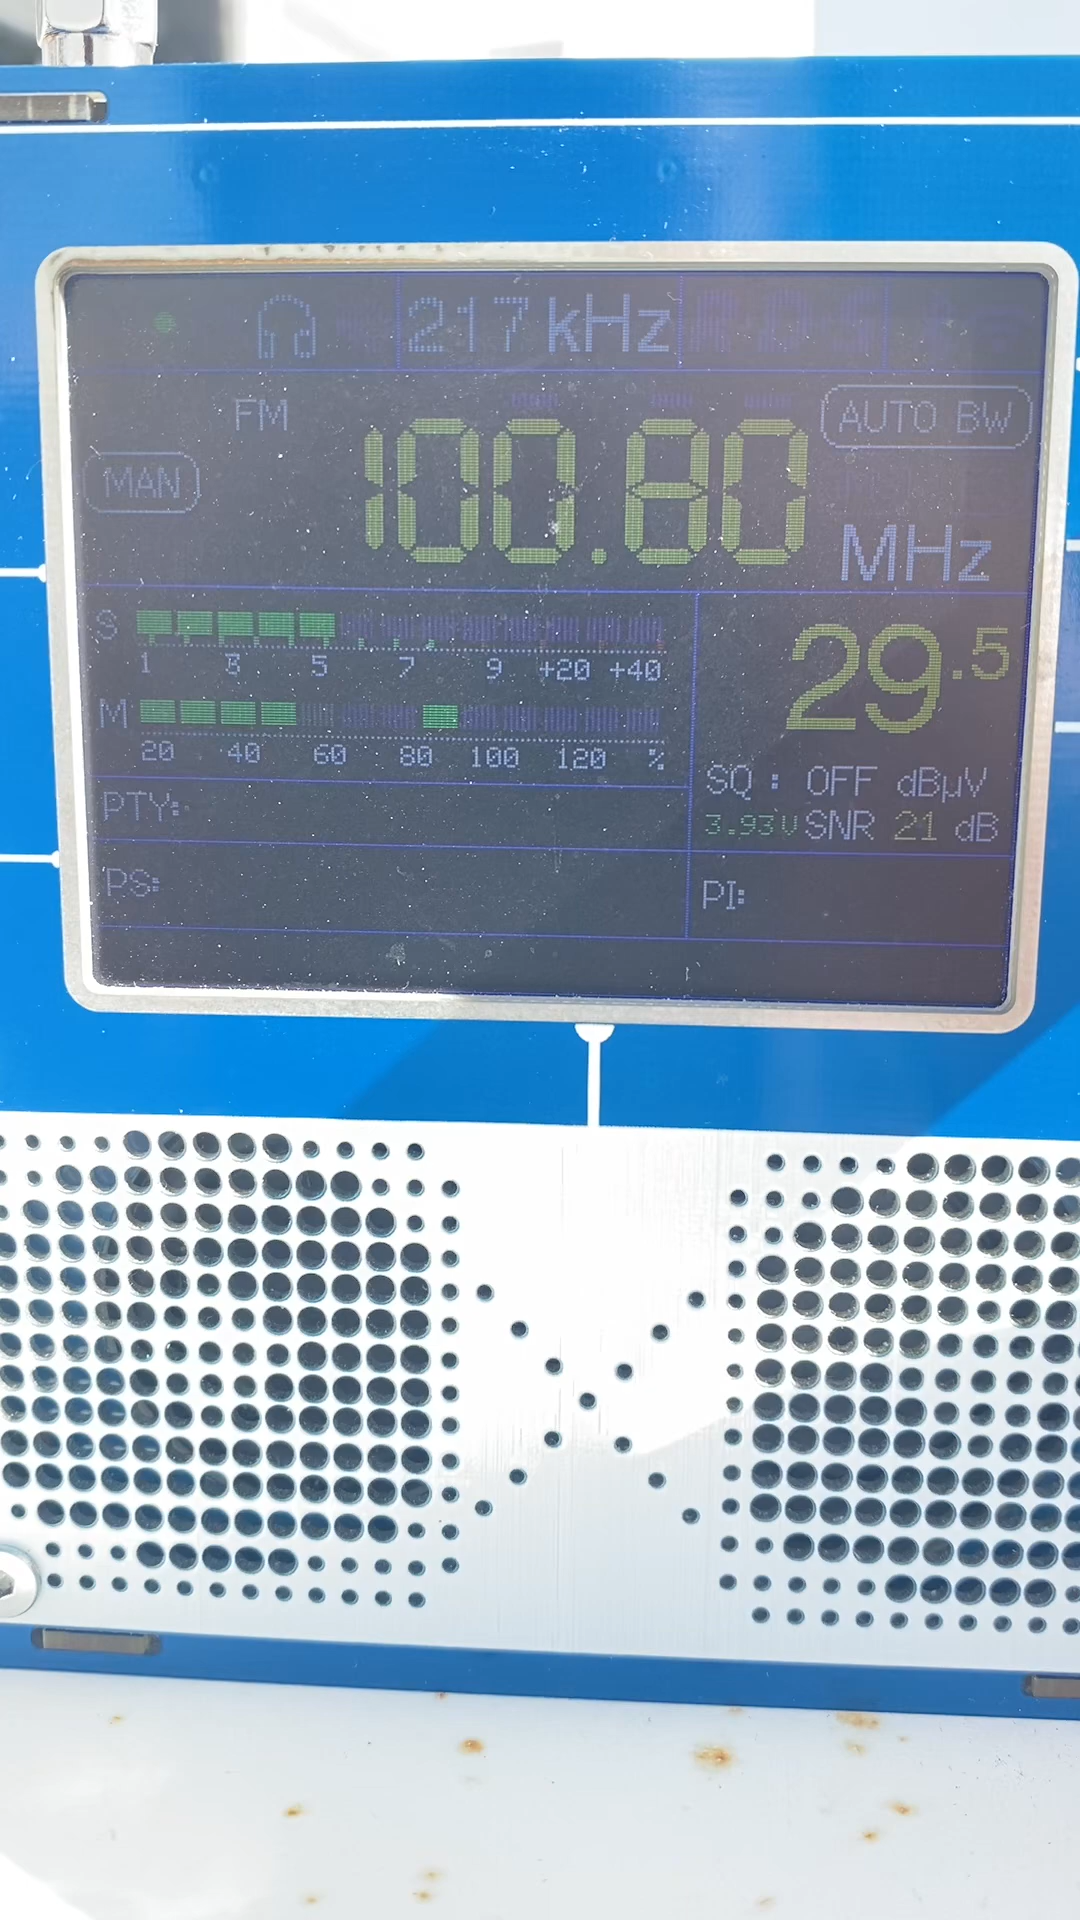 217 kHz
FM 100.80 MHz
AUTO BW
MAN
S
1 3 5 7 9 +20 +40
M
20 40 60 80 100 120 %
29.5
SQ : OFF dBµV
3.93V SNR 21 dB
PTY:
PS:
PI: